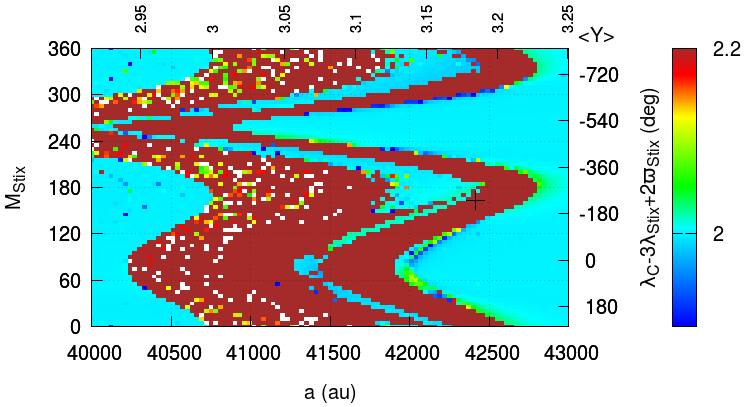 2.95 3 3.05 3.1 3.15 3.2 3.25
<Y>
360 300 240 180 120 60 0
M_Stix
-720 -540 -360 -180 0 180
λ_C-3λ_Stix+2ϖ_Stix (deg)
2.2
2
40000 40500 41000 41500 42000 42500 43000
a (au)